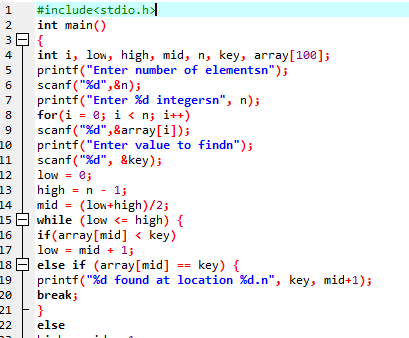 1 #include<stdio.h>
2 int main()
3 {
4 int i, low, high, mid, n, key, array[100];
5 printf("Enter number of elementsn");
6 scanf("%d",&n);
7 printf("Enter %d integersn", n);
8 for(i = 0; i < n; i++)
9 scanf("%d",&array[i]);
10 printf("Enter value to findn");
11 scanf("%d", &key);
12 low = 0;
13 high = n - 1;
14 mid = (low+high)/2;
15 while (low <= high) {
16 if(array[mid] < key)
17 low = mid + 1;
18 else if (array[mid] == key) {
19 printf("%d found at location %d.n", key, mid+1);
20 break;
21 }
22 else